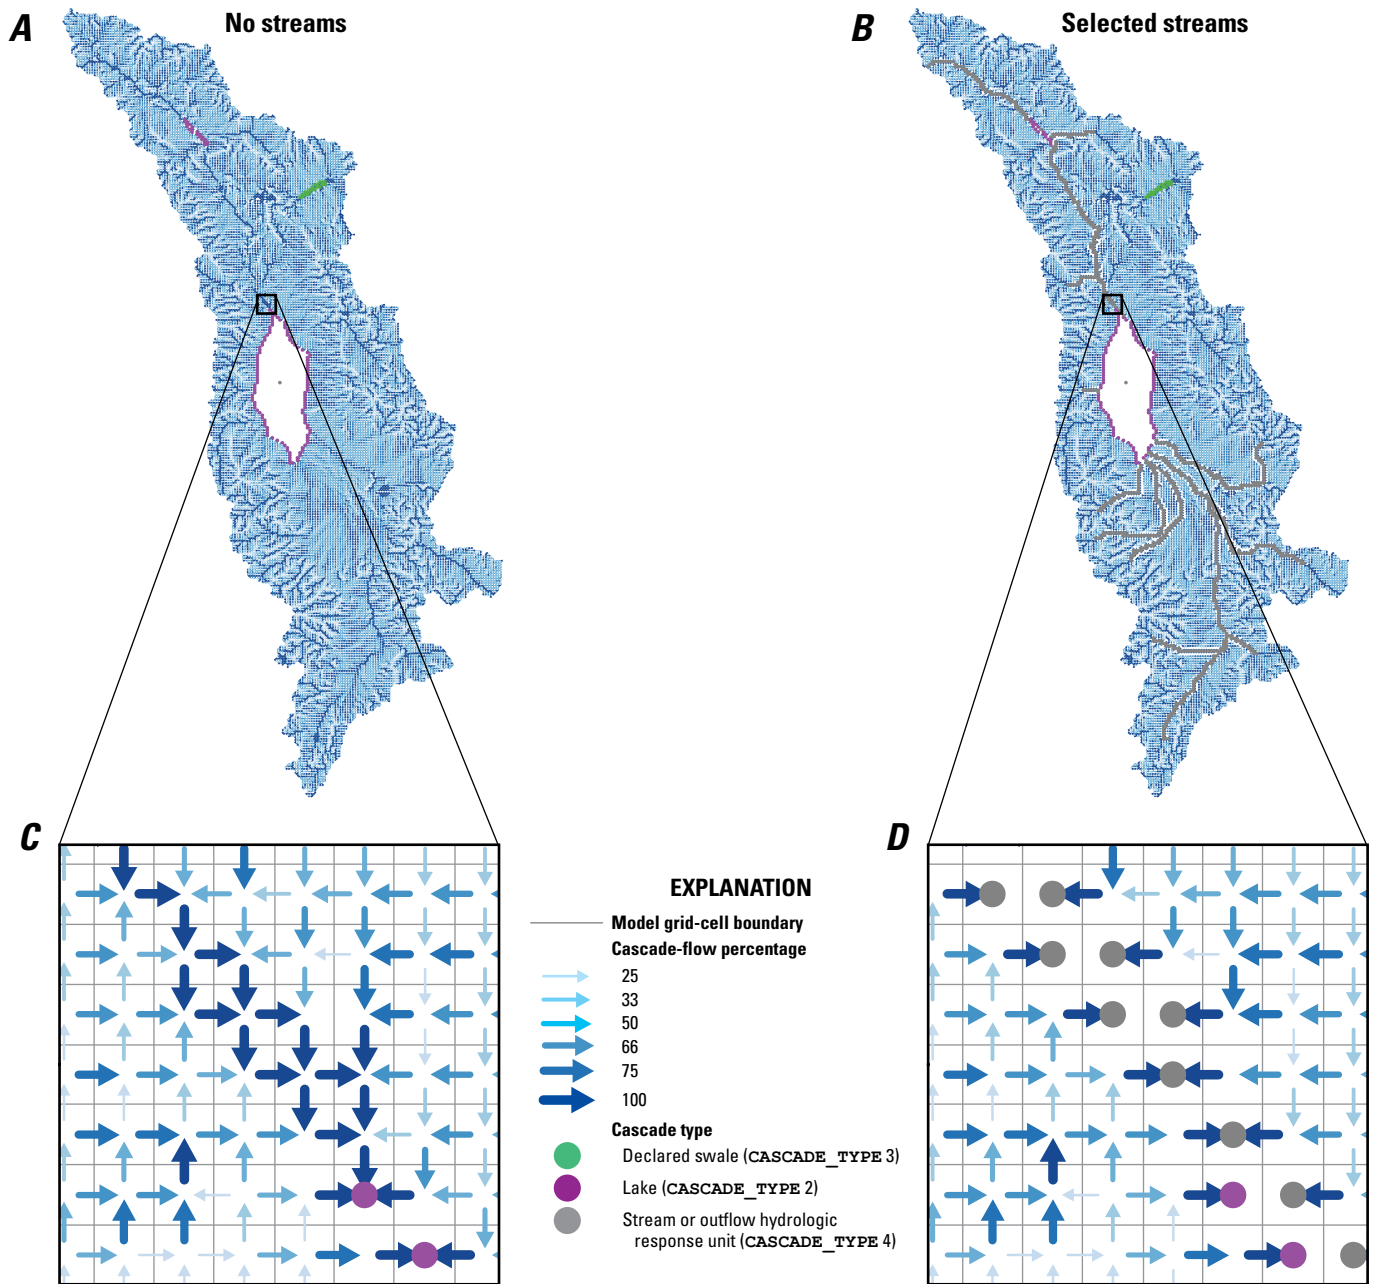 A
No streams
B
Selected streams
C
D
EXPLANATION
Model grid-cell boundary
Cascade-flow percentage
25
33
50
66
75
100
Cascade type
Declared swale (CASCADE_TYPE 3)
Lake (CASCADE_TYPE 2)
Stream or outflow hydrologic
response unit (CASCADE_TYPE 4)